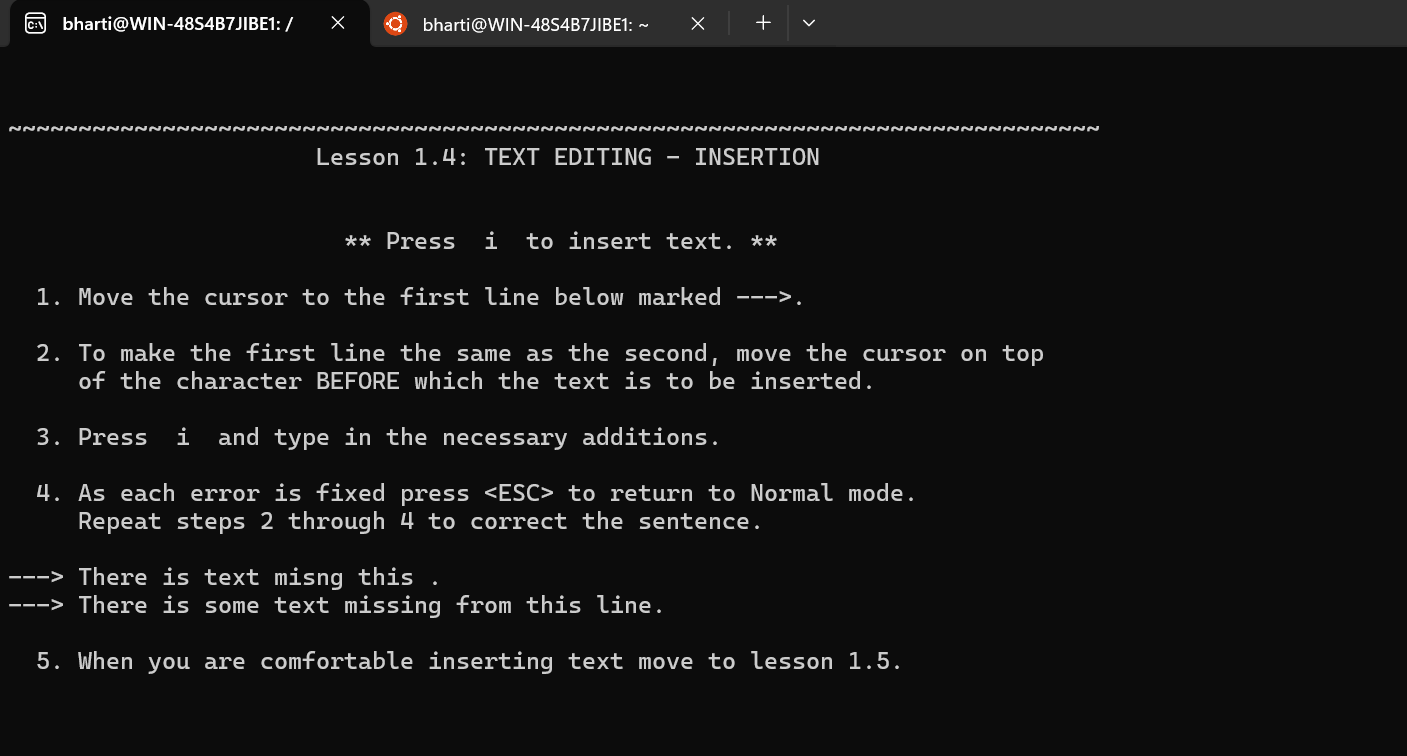 bharti@WIN-48S4B7JIBE1: /
bharti@WIN-48S4B7JIBE1: ~
~~~~~~~~~~~~~~~~~~~~~~~~~~~~~~~~~~~~~~~~~~~~~~~~~~~~~~~~~~~~~~~~~~~~~~~~~~~~~~
Lesson 1.4: TEXT EDITING - INSERTION
** Press  i  to insert text. **
1. Move the cursor to the first line below marked --->.
2. To make the first line the same as the second, move the cursor on top
of the character BEFORE which the text is to be inserted.
3. Press  i  and type in the necessary additions.
4. As each error is fixed press <ESC> to return to Normal mode.
Repeat steps 2 through 4 to correct the sentence.
---> There is text misng this .
---> There is some text missing from this line.
5. When you are comfortable inserting text move to lesson 1.5.